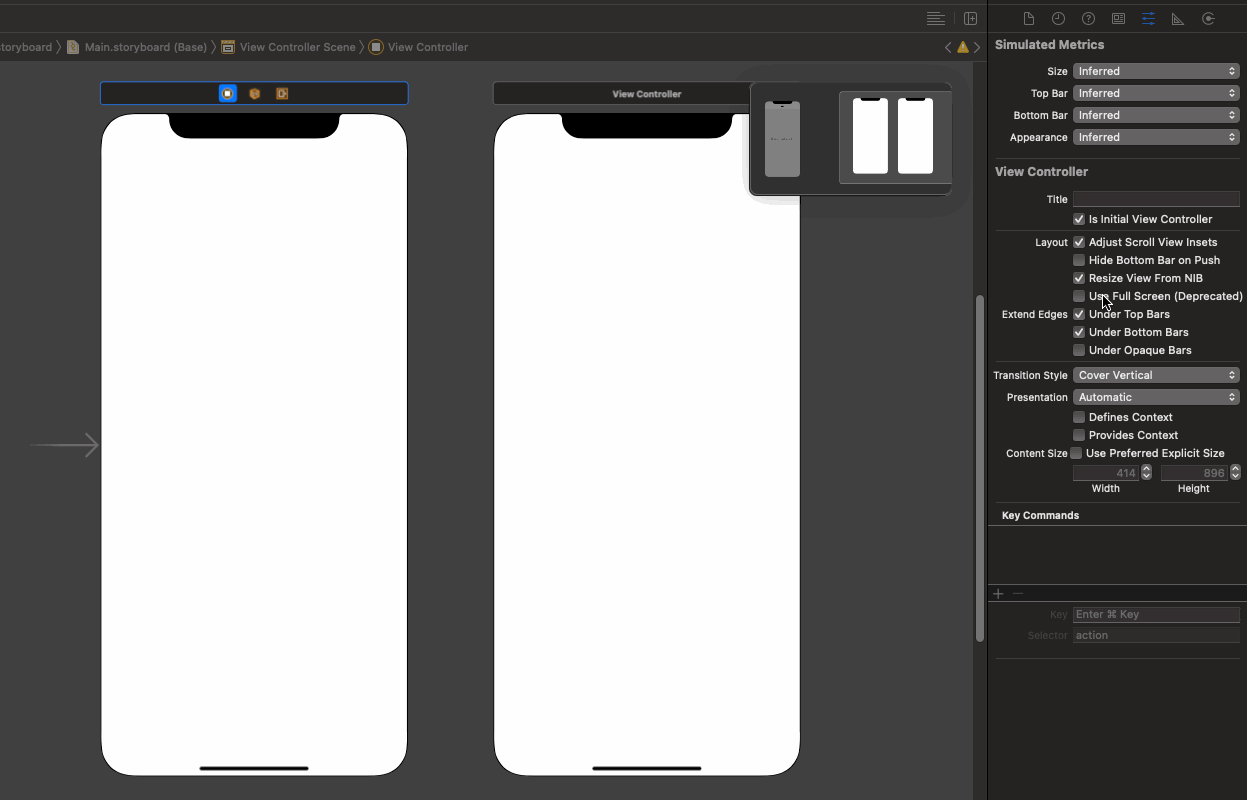 toryboard 〉 Main.storyboard (Base) 〉 View Controller Scene 〉 View Controller
View Controller
Simulated Metrics
Size Inferred
Top Bar Inferred
Bottom Bar Inferred
Appearance Inferred
View Controller
Title
Is Initial View Controller
Layout Adjust Scroll View Insets
Hide Bottom Bar on Push
Resize View From NIB
Use Full Screen (Deprecated)
Extend Edges Under Top Bars
Under Bottom Bars
Under Opaque Bars
Transition Style Cover Vertical
Presentation Automatic
Defines Context
Provides Context
Content Size Use Preferred Explicit Size
414 896
Width Height
Key Commands
Key Enter ⌘ Key
Selector action